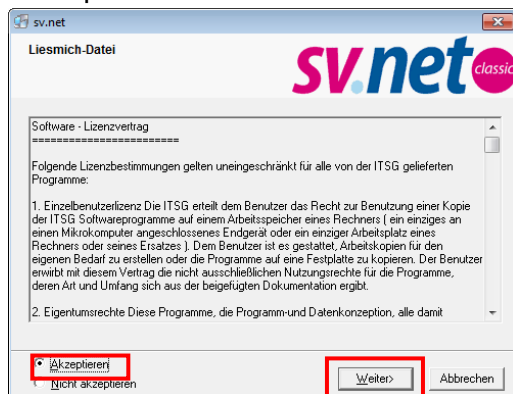 sv.net
Liesmich-Datei
sv.net classic
Software - Lizenzvertrag
========================
Folgende Lizenzbestimmungen gelten uneingeschränkt für alle von der ITSG gelieferten
Programme:
1. Einzelbenutzerlizenz Die ITSG erteilt dem Benutzer das Recht zur Benutzung einer Kopie
der ITSG Softwareprogramme auf einem Arbeitsspeicher eines Rechners ( ein einziges an
einen Mikrokomputer angeschlossenes Endgerät oder ein einziger Arbeitsplatz eines
Rechners oder seines Ersatzes ). Dem Benutzer ist es gestattet, Arbeitskopien für den
eigenen Bedarf zu erstellen oder die Programme auf eine Festplatte zu kopieren. Der Benutzer
erwirbt mit diesem Vertrag die nicht ausschließlichen Nutzungsrechte für die Programme,
deren Art und Umfang sich aus der beigefügten Dokumentation ergibt.
2. Eigentumsrechte Diese Programme, die Programm-und Datenkonzeption, alle damit
Akzeptieren
Nicht akzeptieren
Weiter>
Abbrechen